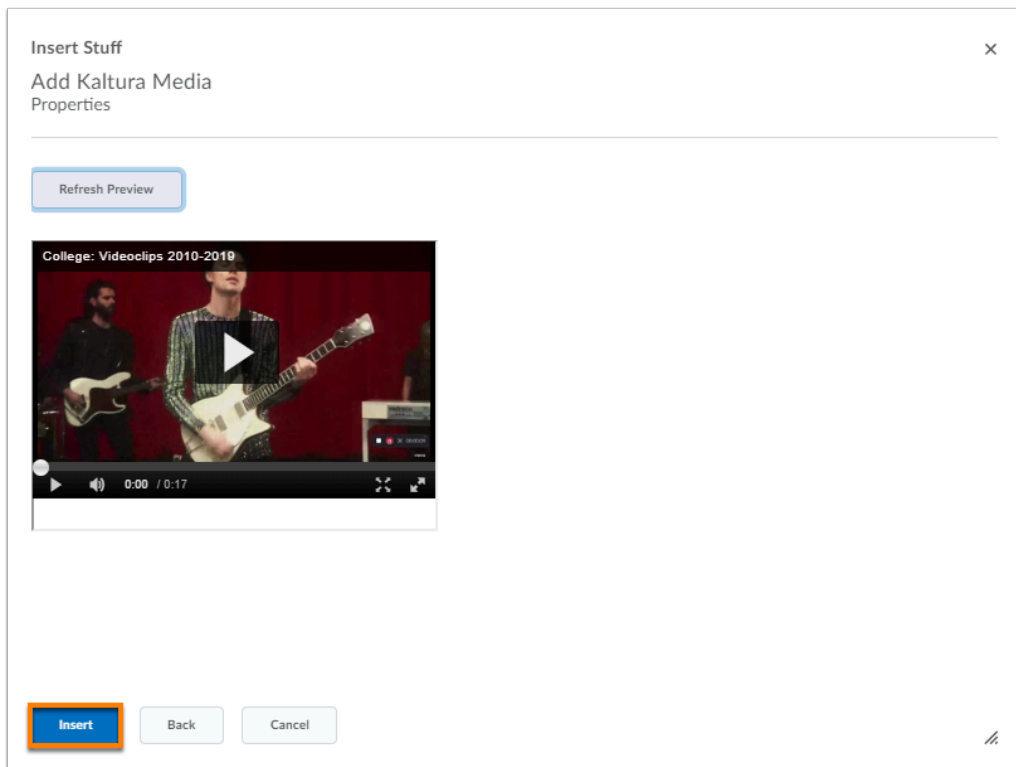 Insert Stuff
Add Kaltura Media
Properties
Refresh Preview
College: Videoclips 2010-2019
0:00 / 0:17
Insert
Back
Cancel